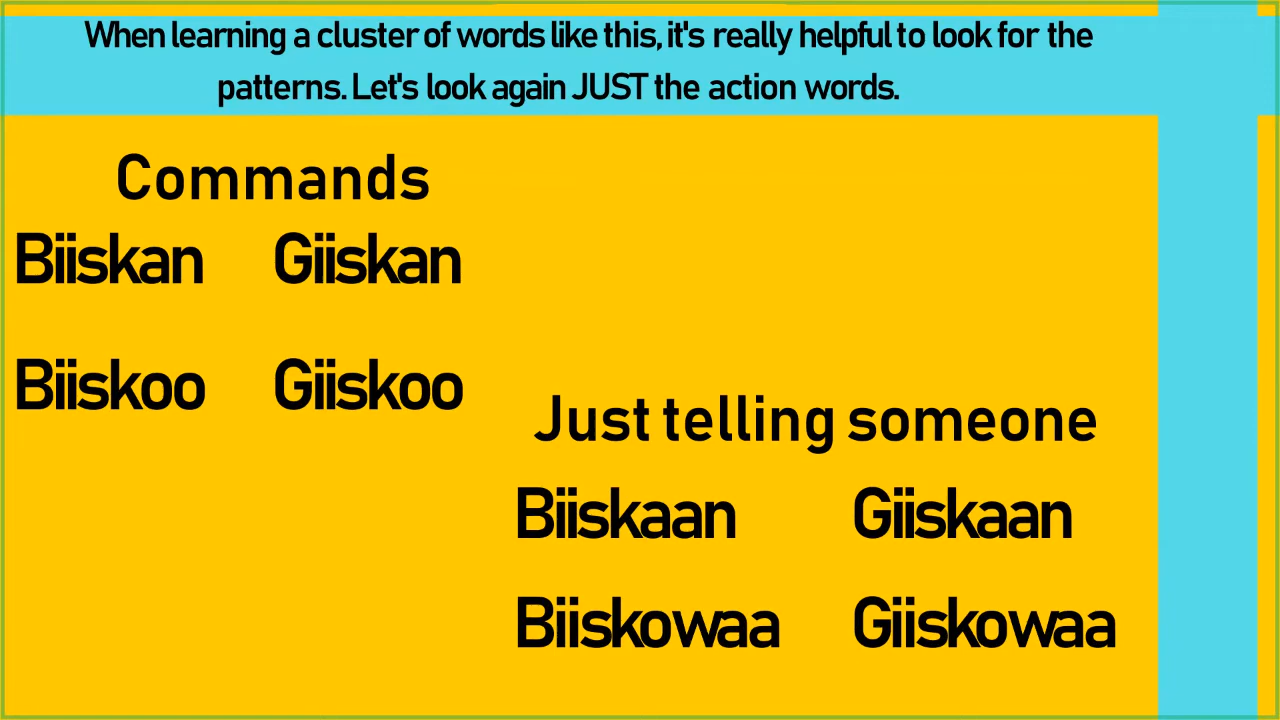 When learning a cluster of words like this, it's really helpful to look for the
patterns. Let's look again JUST the action words.
Commands
Biiskan Giiskan
Biiskoo Giiskoo
Just telling someone
Biiskaan Giiskaan
Biiskowaa Giiskowaa